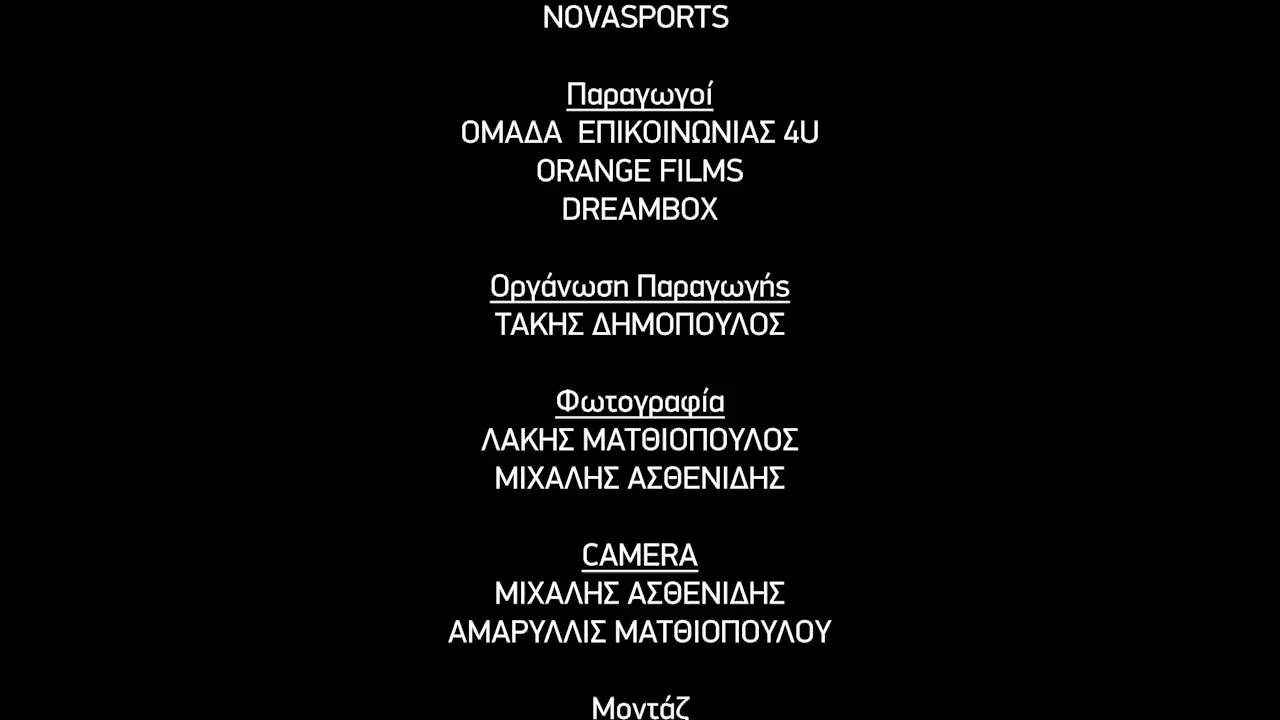 NOVASPORTS
Παραγωγοί
ΟΜΑΔΑ ΕΠΙΚΟΙΝΩΝΙΑΣ 4U
ORANGE FILMS
DREAMBOX
Οργάνωση Παραγωγής
ΤΑΚΗΣ ΔΗΜΟΠΟΥΛΟΣ
Φωτογραφία
ΛΑΚΗΣ ΜΑΤΘΙΟΠΟΥΛΟΣ
ΜΙΧΑΛΗΣ ΑΣΘΕΝΙΔΗΣ
CAMERA
ΜΙΧΑΛΗΣ ΑΣΘΕΝΙΔΗΣ
ΑΜΑΡΥΛΛΙΣ ΜΑΤΘΙΟΠΟΥΛΟΥ
Μοντάζ